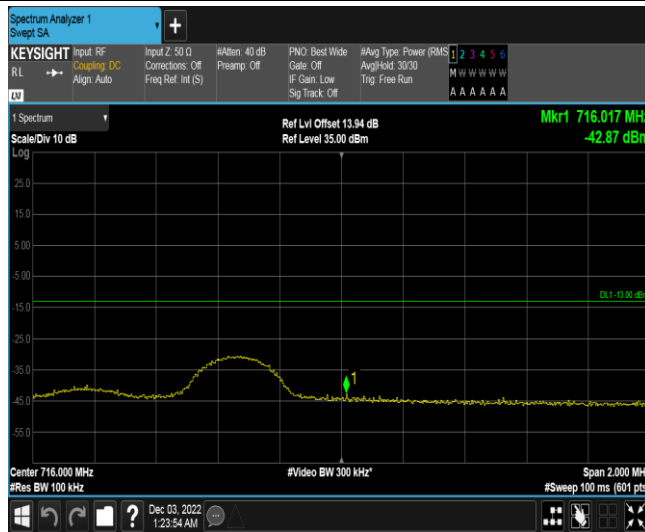 Spectrum Analyzer 1
Swept SA
+
KEYSIGHT Input: RF Input Z: 50 Ω #Atten: 40 dB PNO: Best Wide #Avg Type: Power (RMS 1 2 3 4 5 6
RL Coupling: DC Corrections: Off Preamp: Off Gate: Off Avg|Hold: 30/30 M W W W W W
Align: Auto Freq Ref: Int (S) IF Gain: Low Trig: Free Run
Sig Track: Off A A A A A A
LXI
1 Spectrum Ref Lvl Offset 13.94 dB Mkr1 716.017 MHz
Scale/Div 10 dB Ref Level 35.00 dBm -42.87 dBm
Log
25.0
15.0
5.00
-5.00
DL1 -13.00 dBm
-15.0
-25.0
1
-35.0
-45.0
-55.0
Center 716.000 MHz #Video BW 300 kHz* Span 2.000 MH
#Res BW 100 kHz #Sweep 100 ms (601 pts
? Dec 03, 2022
1:23:54 AM